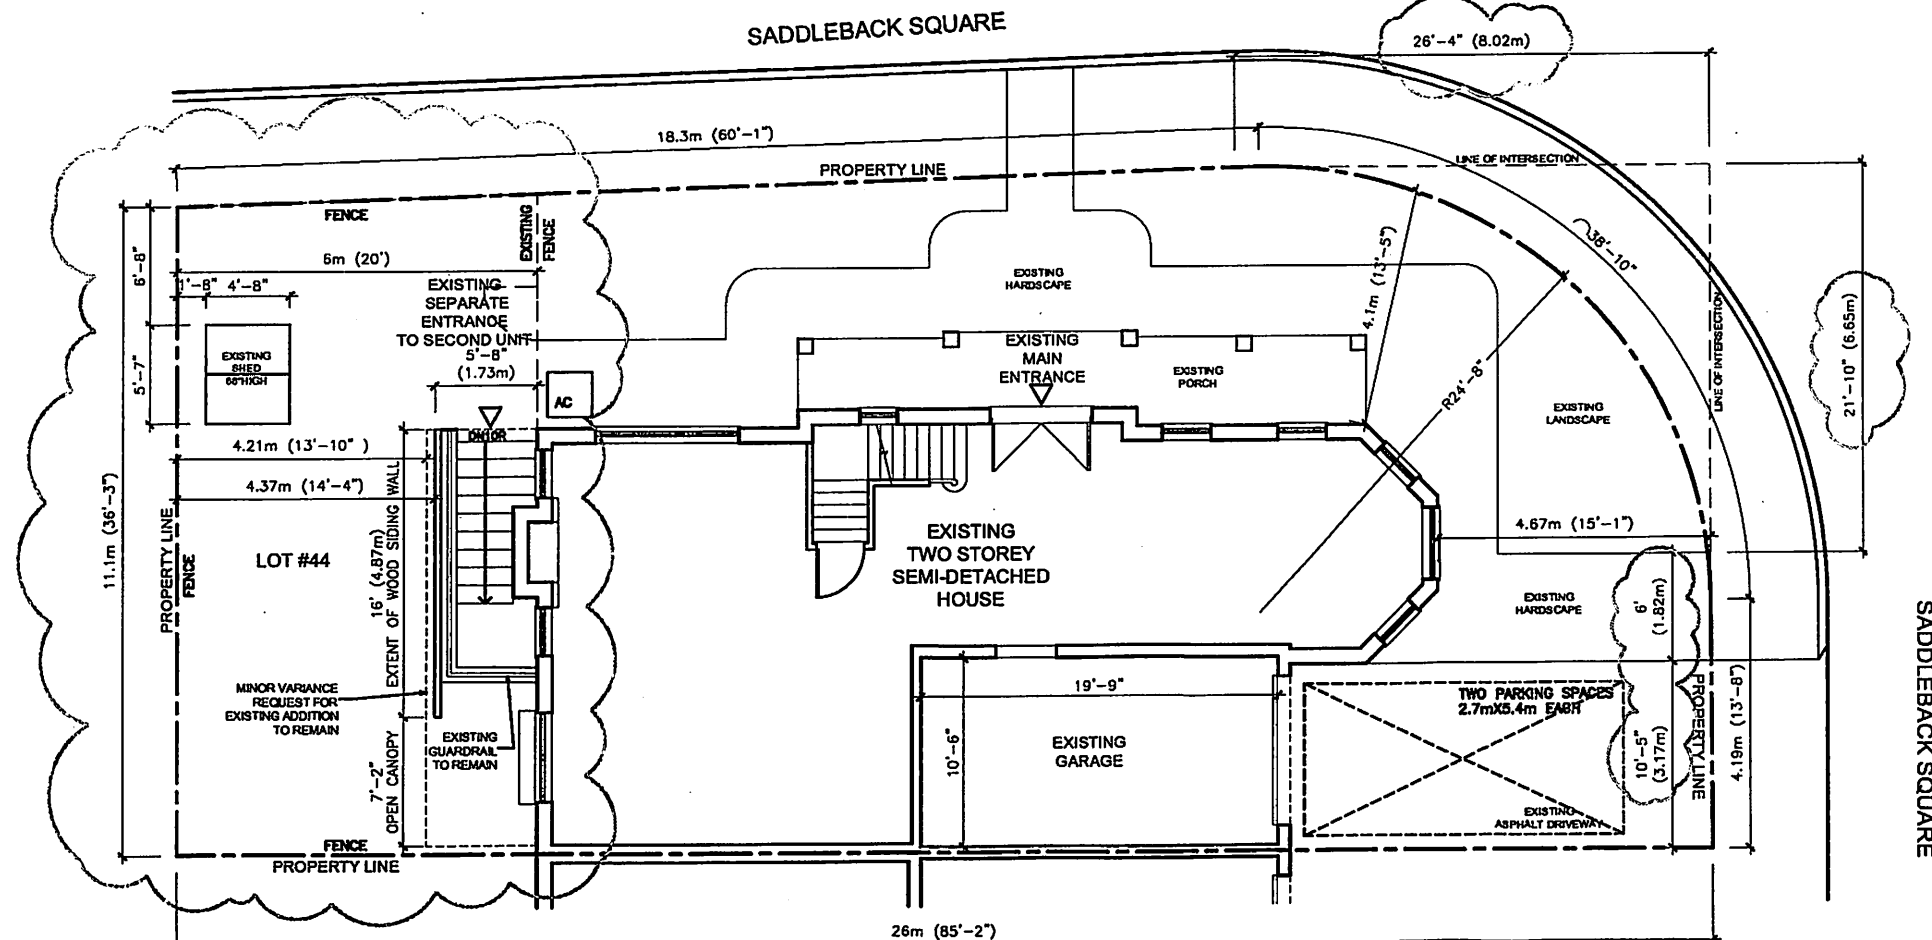 SADDLEBACK SQUARE
26'-4" (8.02m)
18.3m (60'-1")
LINE OF INTERSECTION
PROPERTY LINE
FENCE
EXISTING
FENCE
6'-8"
6m (20')
1'-8" 4'-8"
EXISTING
SEPARATE
ENTRANCE
TO SECOND UNIT
5'-8"
(1.73m)
EXISTING
HARDSCAPE
4.1m (13'-5")
38'-10"
LINE OF INTERSECTION
21'-10" (6.65m)
5'-7"
EXISTING
SHED
68"HIGH
AC
EXISTING
MAIN
ENTRANCE
EXISTING
PORCH
R24'-8"
EXISTING
LANDSCAPE
4.21m (13'-10" )
4.37m (14'-4")
11.1m (36'-3")
PROPERTY LINE
FENCE
LOT #44
16' (4.87m)
EXTENT OF WOOD SIDING WALL
EXISTING
TWO STOREY
SEMI-DETACHED
HOUSE
4.67m (15'-1")
EXISTING
HARDSCAPE
6'
(1.82m)
SADDLEBACK SQUARE
MINOR VARIANCE
REQUEST FOR
EXISTING ADDITION
TO REMAIN
7'-2"
OPEN CANOPY
EXISTING
GUARDRAIL
TO REMAIN
19'-9"
10'-6"
EXISTING
GARAGE
TWO PARKING SPACES
2.7mX5.4m EACH
10'-5"
(3.17m)
PROPERTY LINE
4.19m (13'-8")
EXISTING
ASPHALT DRIVEWAY
FENCE
PROPERTY LINE
26m (85'-2")